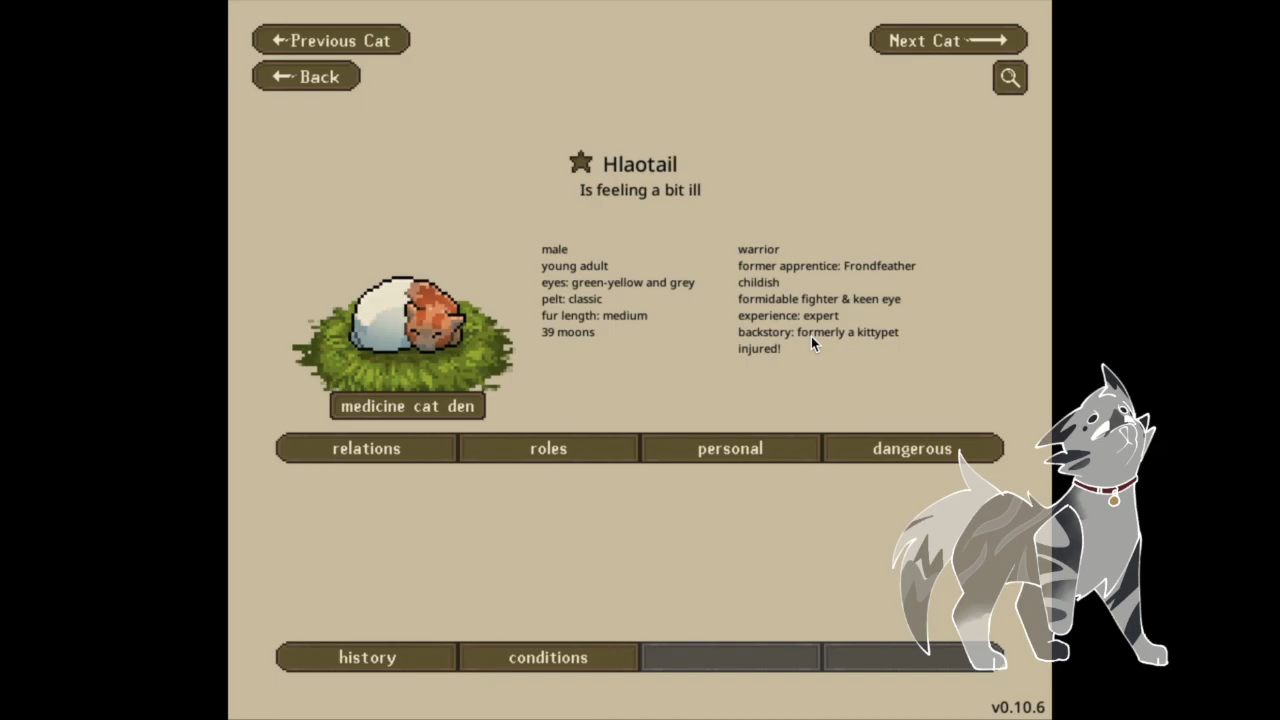 Previous Cat
Next Cat
Back
Hlaotail
Is feeling a bit ill
male
young adult
eyes: green-yellow and grey
pelt: classic
fur length: medium
39 moons
warrior
former apprentice: Frondfeather
childish
formidable fighter & keen eye
experience: expert
backstory: formerly a kittypet
injured!
medicine cat den
relations
roles
personal
dangerous
history
conditions
v0.10.6